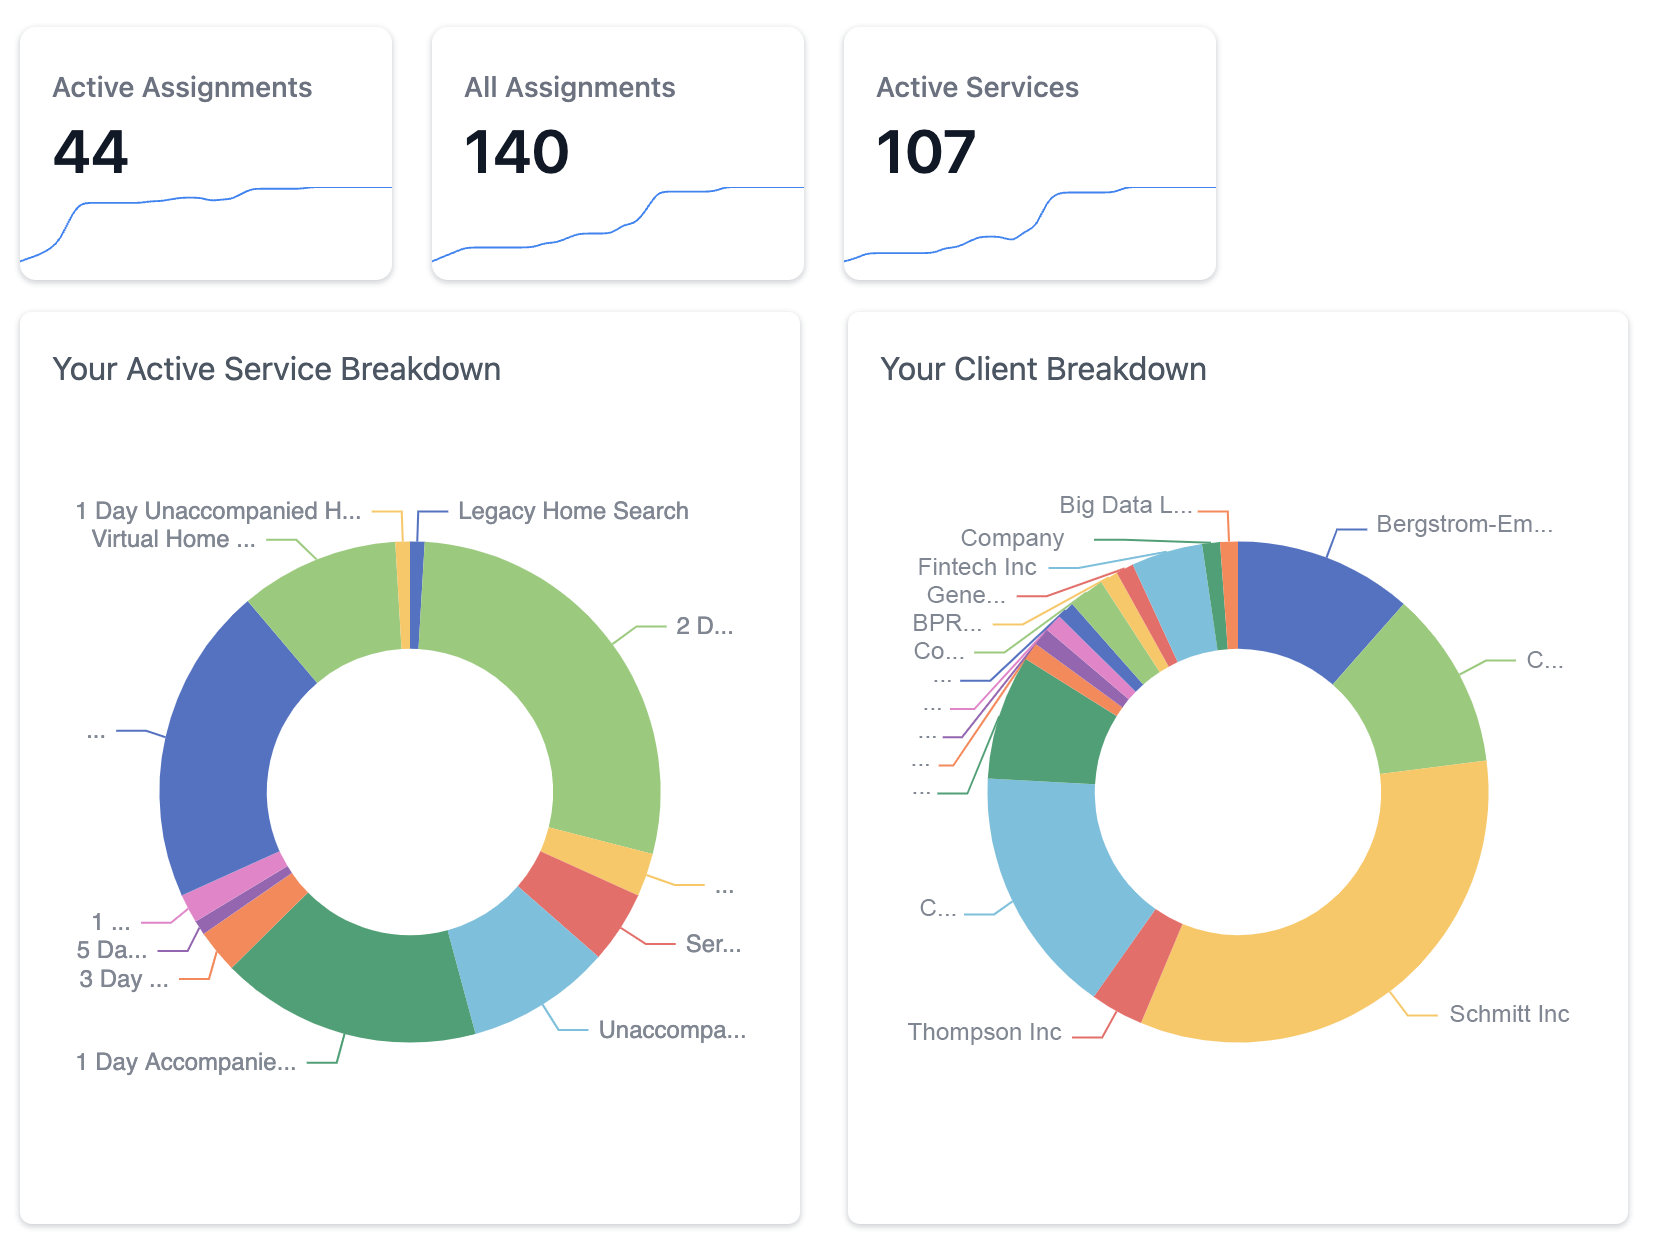 Active Assignments
44
All Assignments
140
Active Services
107
Your Active Service Breakdown
1 Day Unaccompanied H...
Legacy Home Search
Virtual Home ...
2 D...
...
...
Ser...
1 ...
5 Da...
3 Day ...
Unaccompa...
1 Day Accompanie...
Your Client Breakdown
Big Data L...
Bergstrom-Em...
Company
Fintech Inc
Gene...
BPR...
Co...
C...
...
...
...
...
...
C...
Schmitt Inc
Thompson Inc